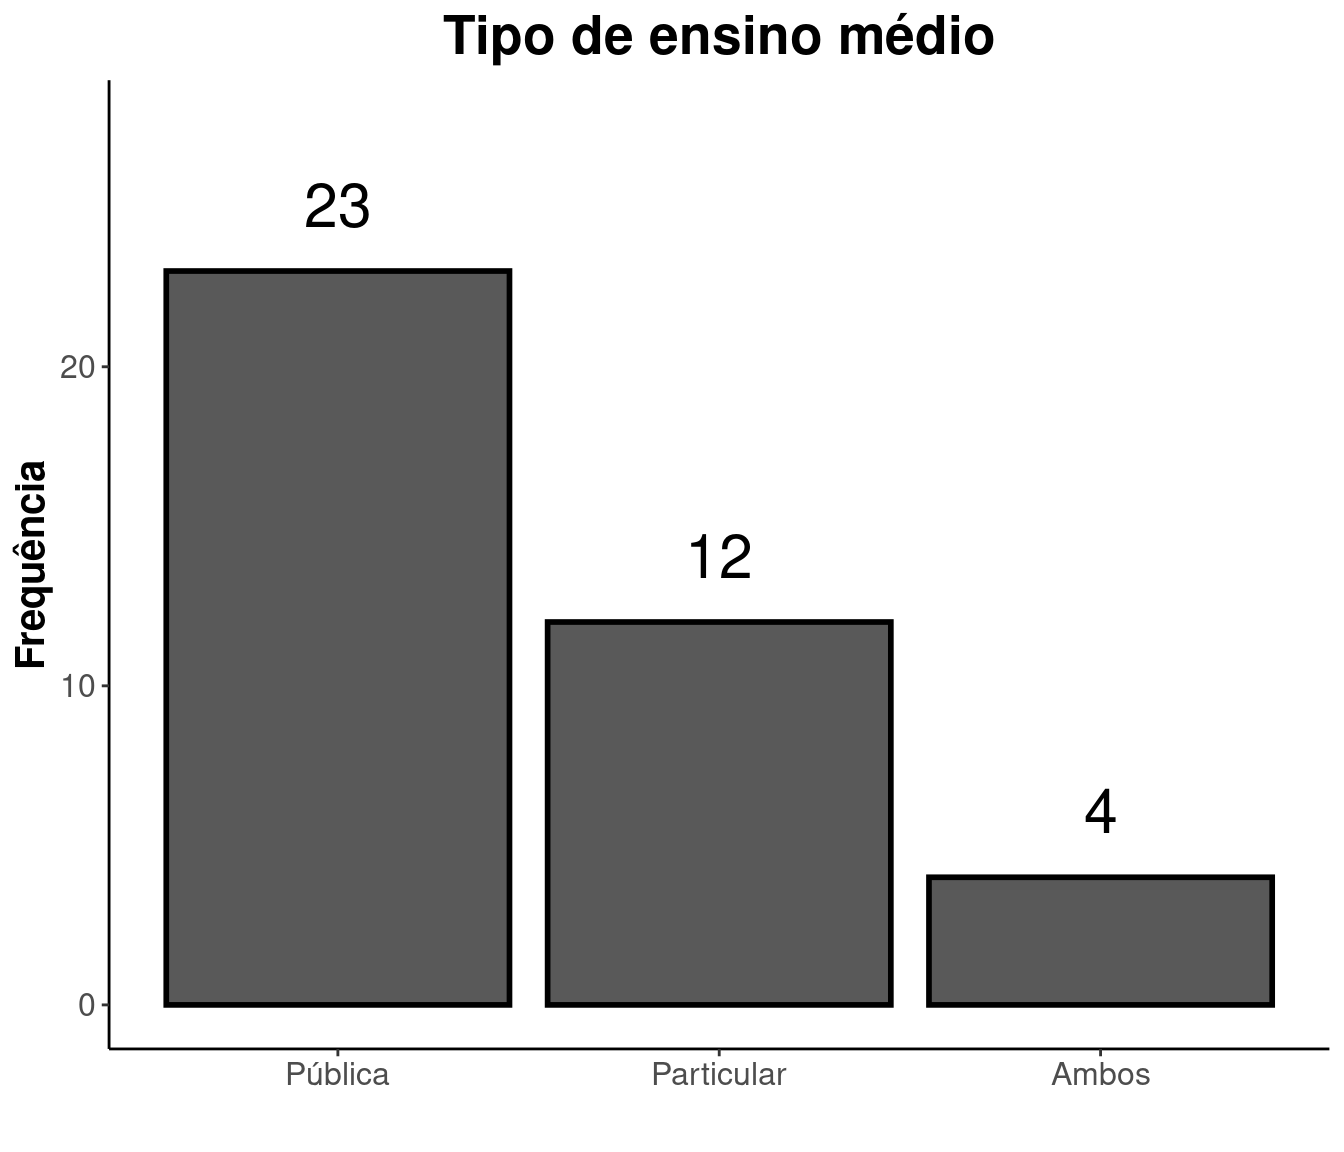 Tipo de ensino médio
Frequência
23
12
4
20
10
0
Pública
Particular
Ambos